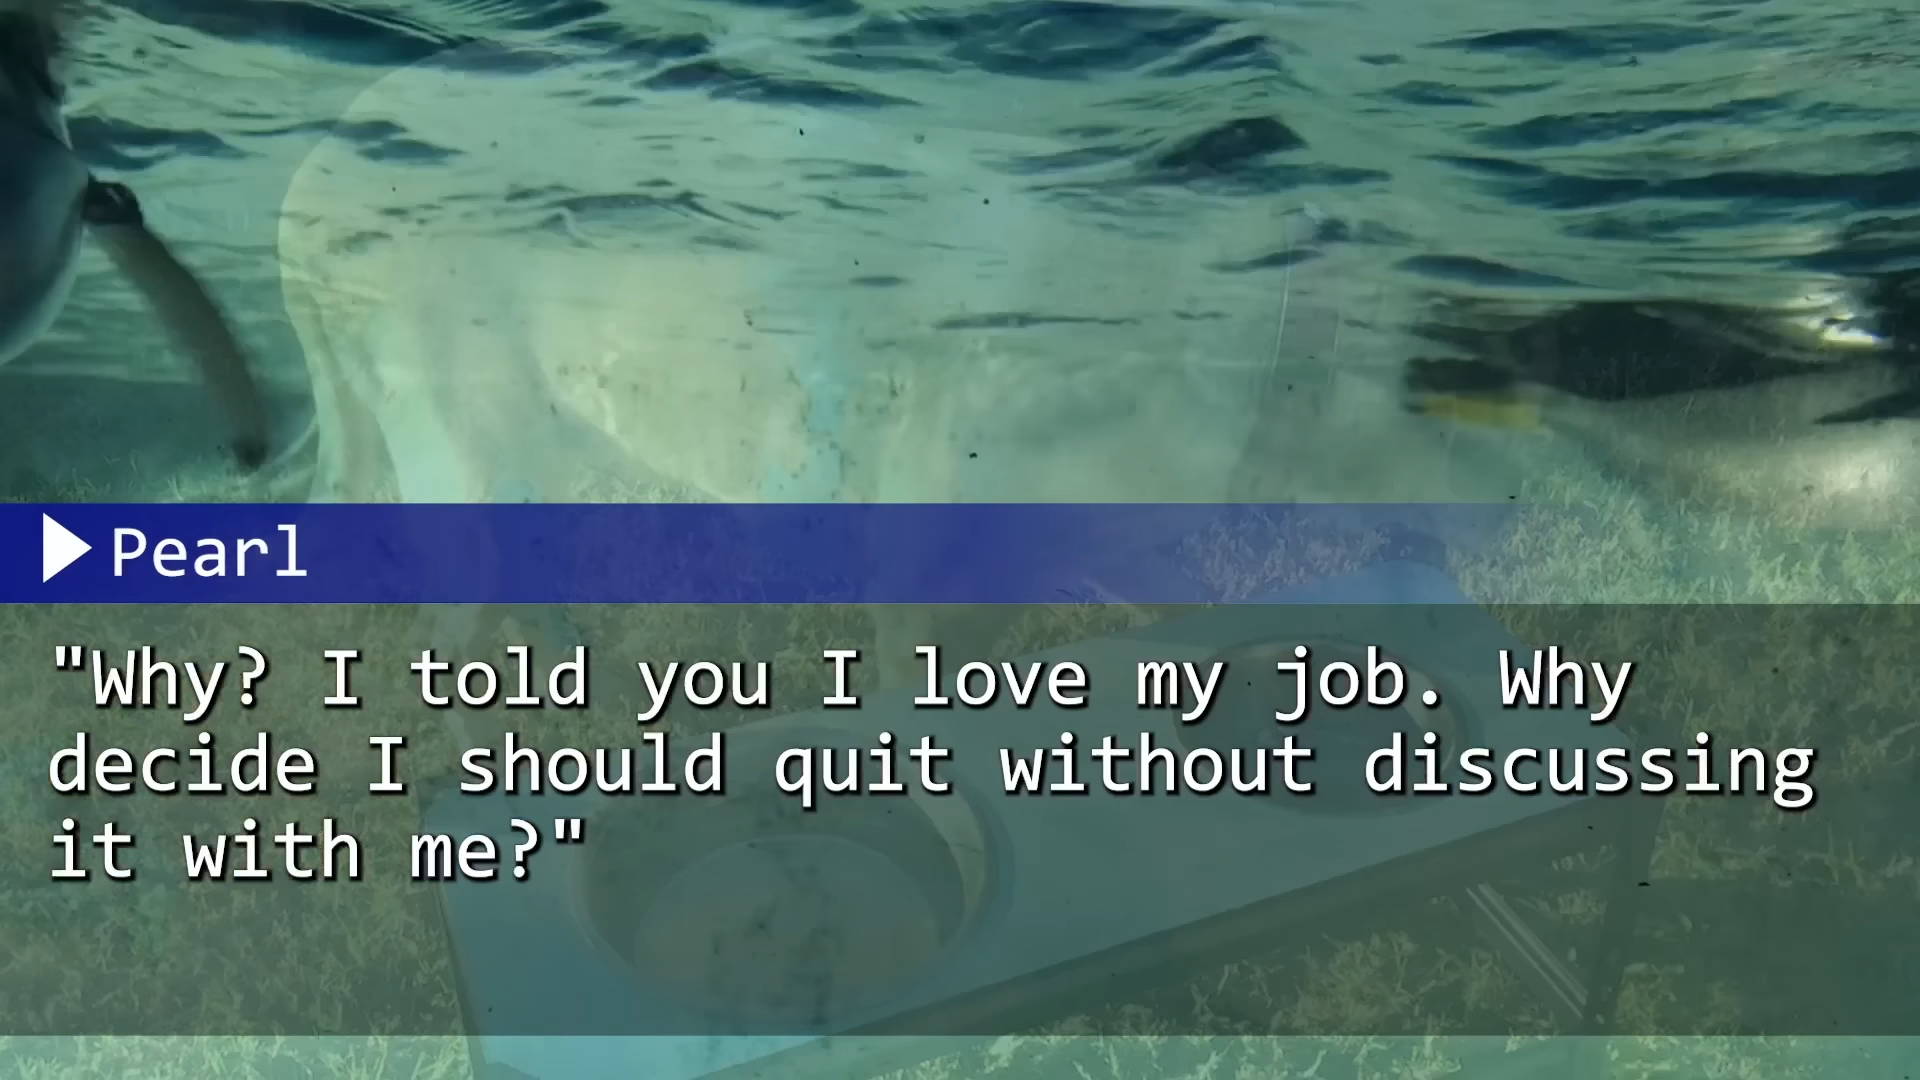 Pearl
"Why? I told you I love my job. Why
decide I should quit without discussing
it with me?"